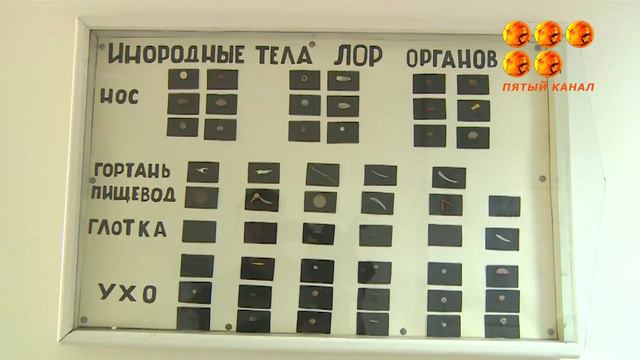 ИНОРОДНЫЕ ТЕЛА ЛОР ОРГАНОВ
ПЯТЫЙ КАНАЛ
НОС
ГОРТАНЬ
ПИЩЕВОД
ГЛОТКА
УХО